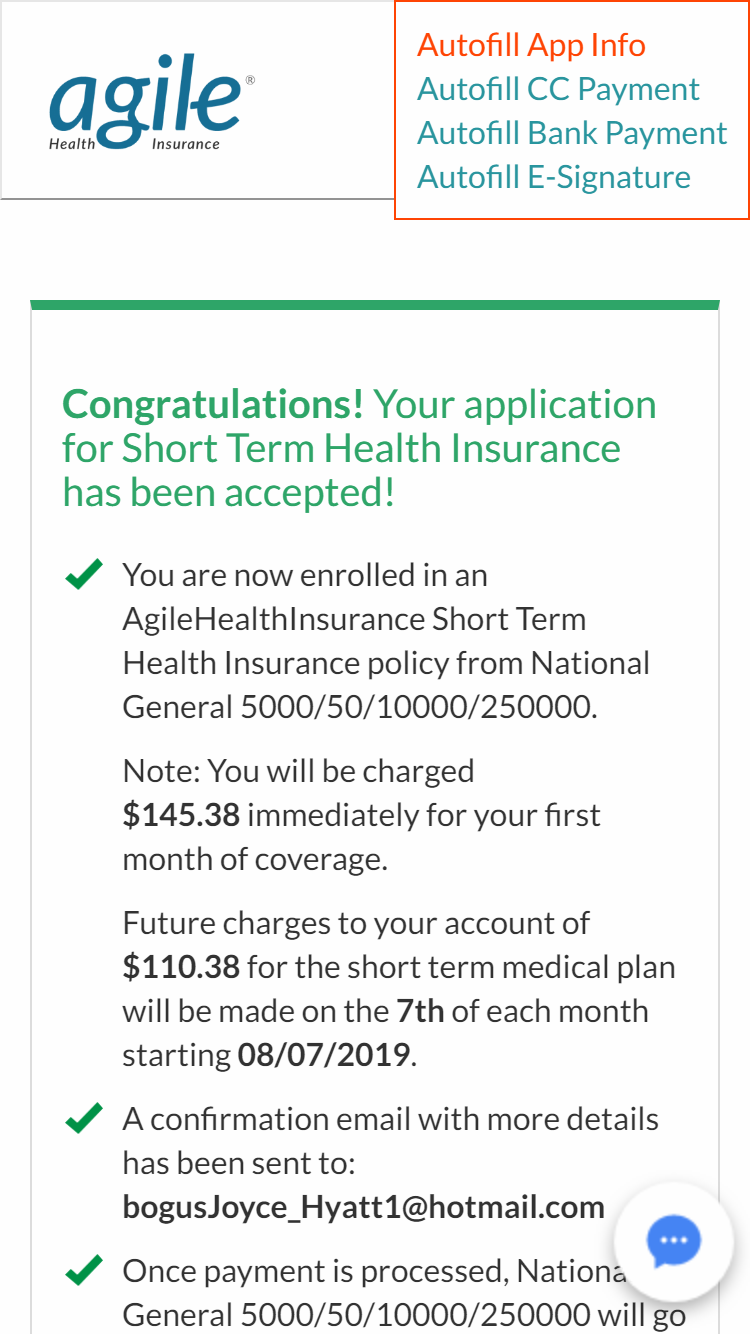 agile®
Health Insurance
Autofill App Info
Autofill CC Payment
Autofill Bank Payment
Autofill E-Signature
Congratulations! Your application
for Short Term Health Insurance
has been accepted!
You are now enrolled in an
AgileHealthInsurance Short Term
Health Insurance policy from National
General 5000/50/10000/250000.
Note: You will be charged
$145.38 immediately for your first
month of coverage.
Future charges to your account of
$110.38 for the short term medical plan
will be made on the 7th of each month
starting 08/07/2019.
A confirmation email with more details
has been sent to:
bogusJoyce_Hyatt1@hotmail.com
Once payment is processed, Nationa
General 5000/50/10000/250000 will go